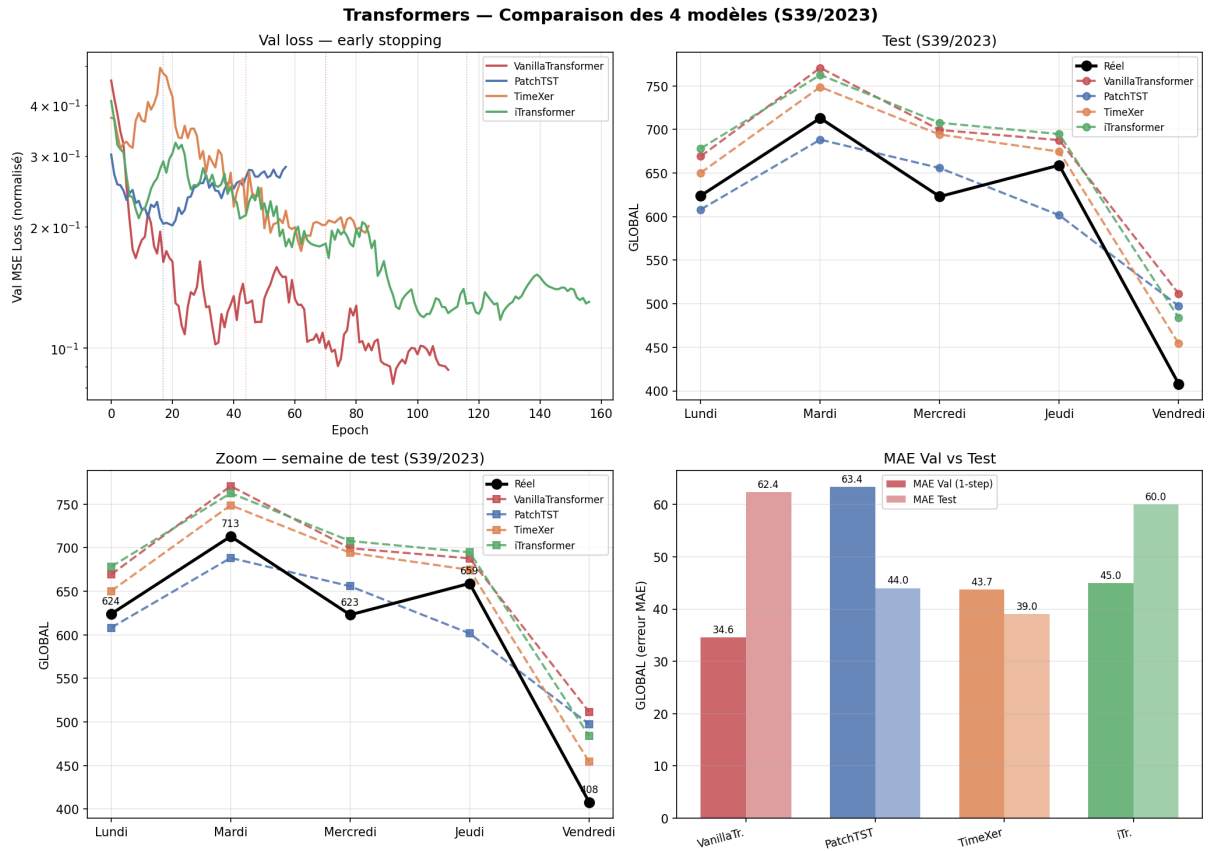 Transformers — Comparaison des 4 modèles (S39/2023)
Val loss — early stopping
Val MSE Loss (normalisé)
4 × 10⁻¹
3 × 10⁻¹
2 × 10⁻¹
10⁻¹
VanillaTransformer
PatchTST
TimeXer
iTransformer
0 20 40 60 80 100 120 140 160
Epoch
Test (S39/2023)
GLOBAL
750
700
650
600
550
500
450
400
Réel
VanillaTransformer
PatchTST
TimeXer
iTransformer
Lundi Mardi Mercredi Jeudi Vendredi
Zoom — semaine de test (S39/2023)
GLOBAL
750
700
650
600
550
500
450
400
Réel
VanillaTransformer
PatchTST
TimeXer
iTransformer
624
713
623
659
408
Lundi Mardi Mercredi Jeudi Vendredi
MAE Val vs Test
GLOBAL (erreur MAE)
60
50
40
30
20
10
0
MAE Val (1-step)
MAE Test
34.6
62.4
63.4
44.0
43.7
39.0
45.0
60.0
VanillaTr. PatchTST TimeXer iTr.